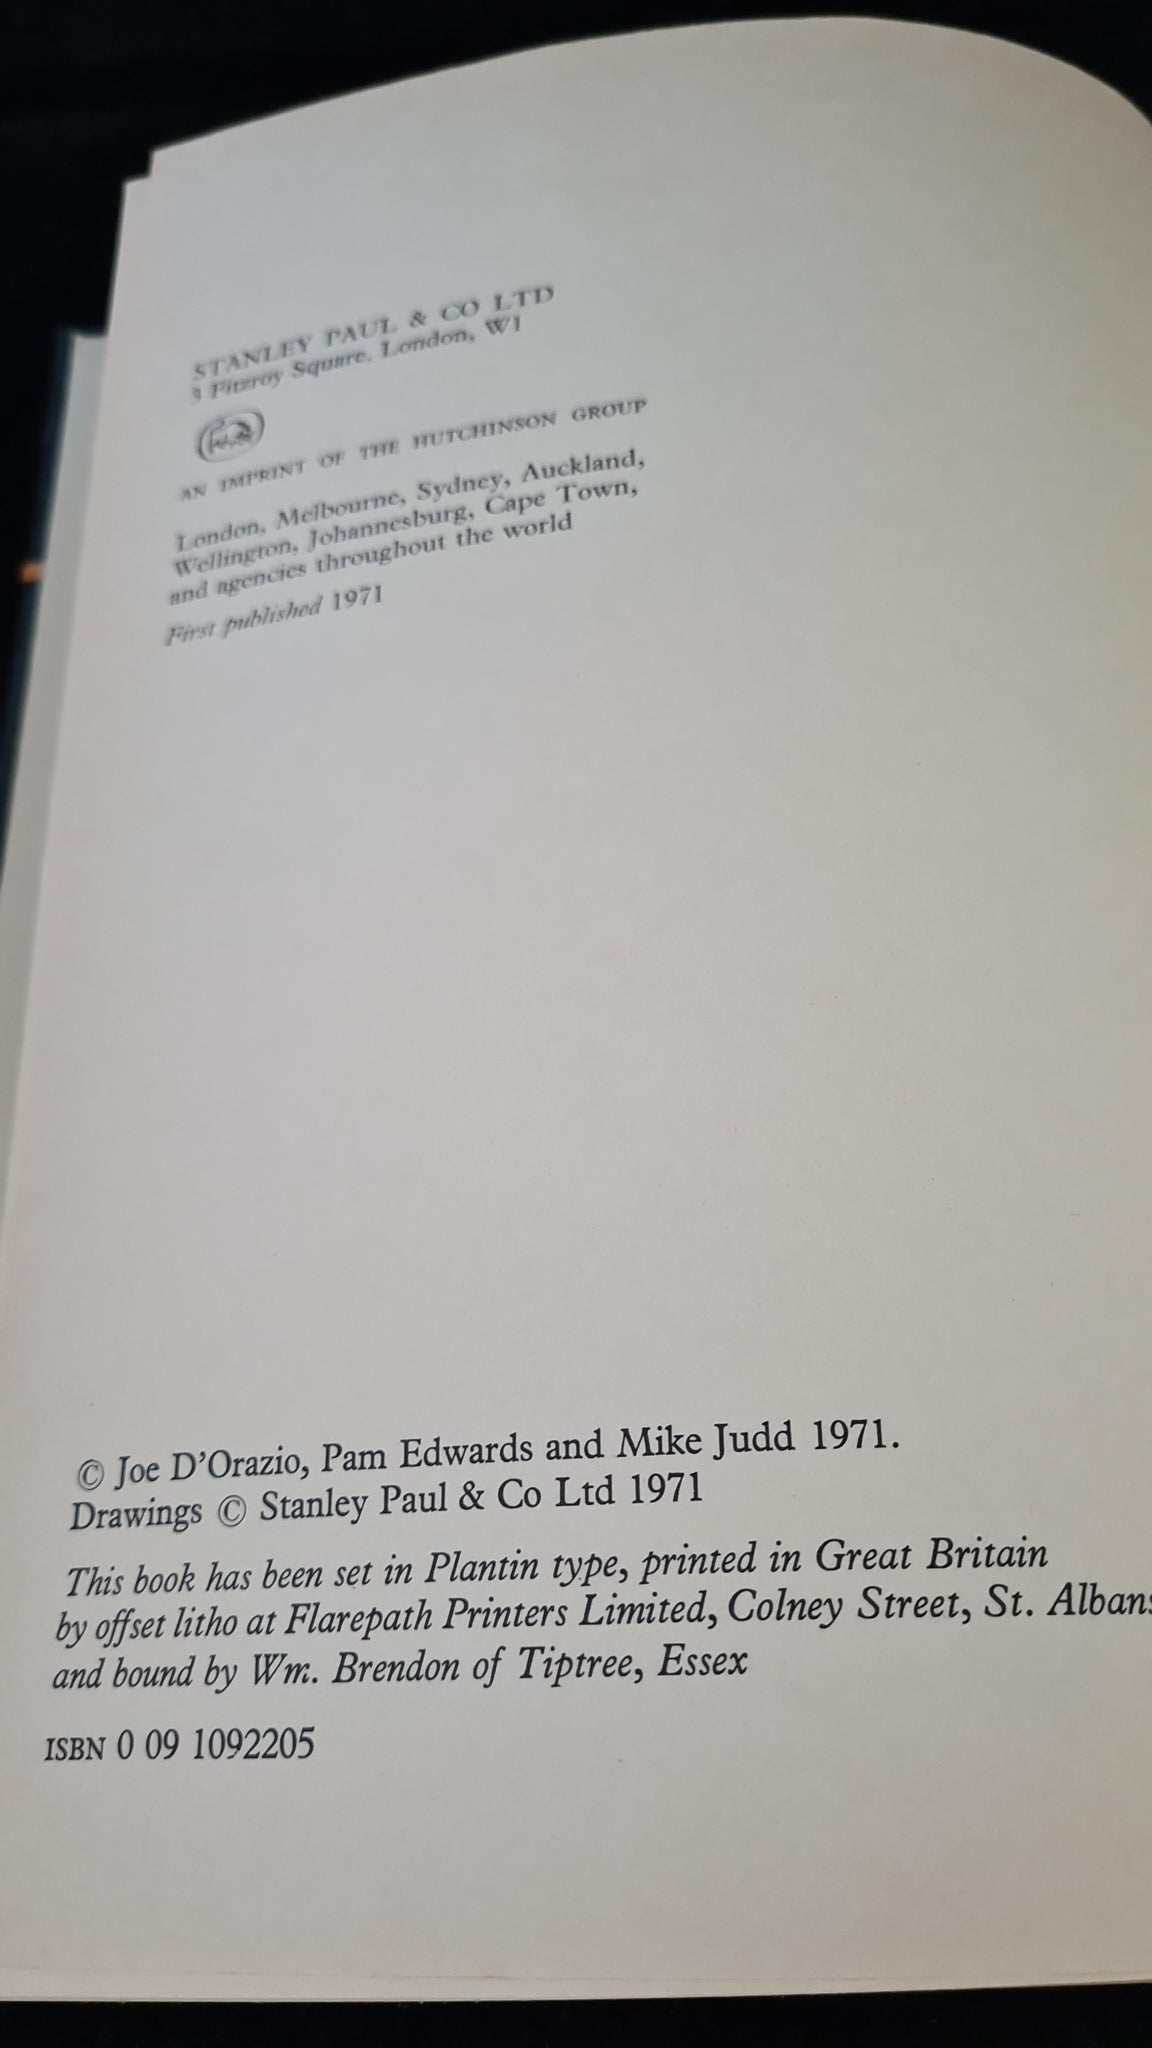 STANLEY PAUL & CO LTD
3 Fitzroy Square, London, W1
AN IMPRINT OF THE HUTCHINSON GROUP
London, Melbourne, Sydney, Auckland,
Wellington, Johannesburg, Cape Town,
and agencies throughout the world
First published 1971
© Joe D'Orazio, Pam Edwards and Mike Judd 1971.
Drawings © Stanley Paul & Co Ltd 1971
This book has been set in Plantin type, printed in Great Britain
by offset litho at Flarepath Printers Limited, Colney Street, St. Albans
and bound by Wm. Brendon of Tiptree, Essex
ISBN 0 09 1092205